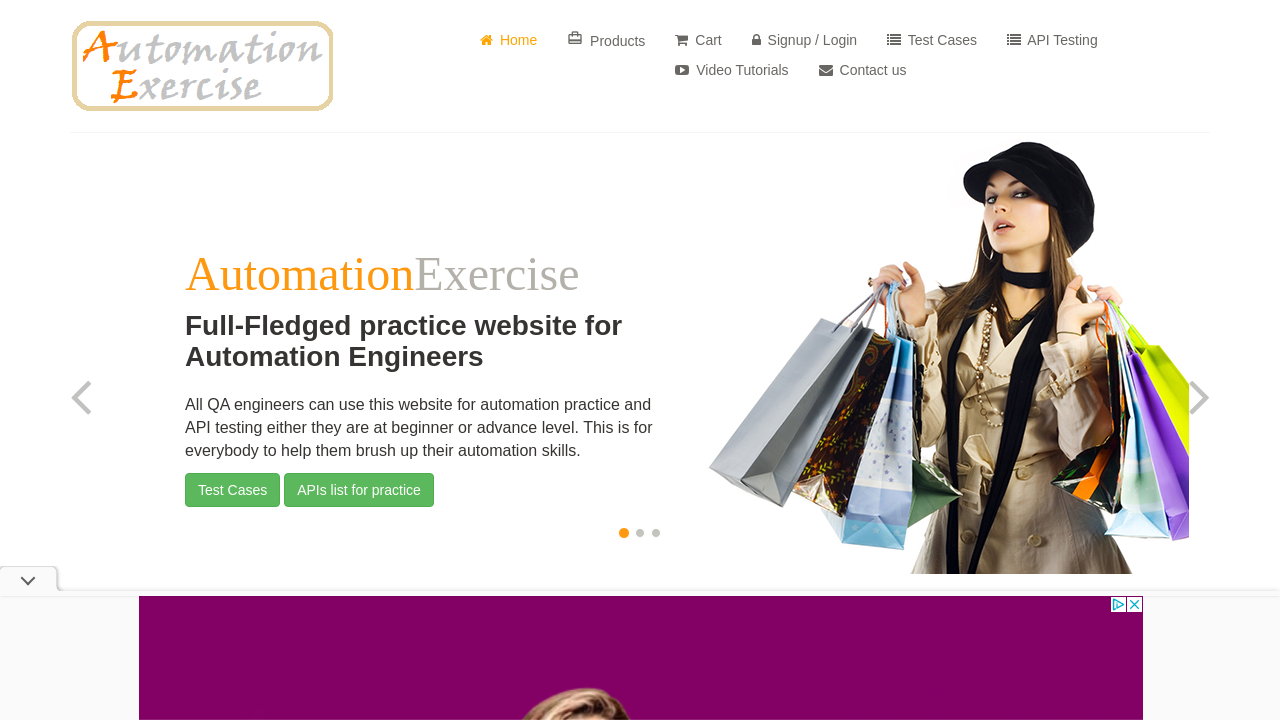 Automation
Exercise
Home
Products
Cart
Signup / Login
Test Cases
API Testing
Video Tutorials
Contact us
AutomationExercise
Full-Fledged practice website for
Automation Engineers
All QA engineers can use this website for automation practice and
API testing either they are at beginner or advance level. This is for
everybody to help them brush up their automation skills.
Test Cases
APIs list for practice